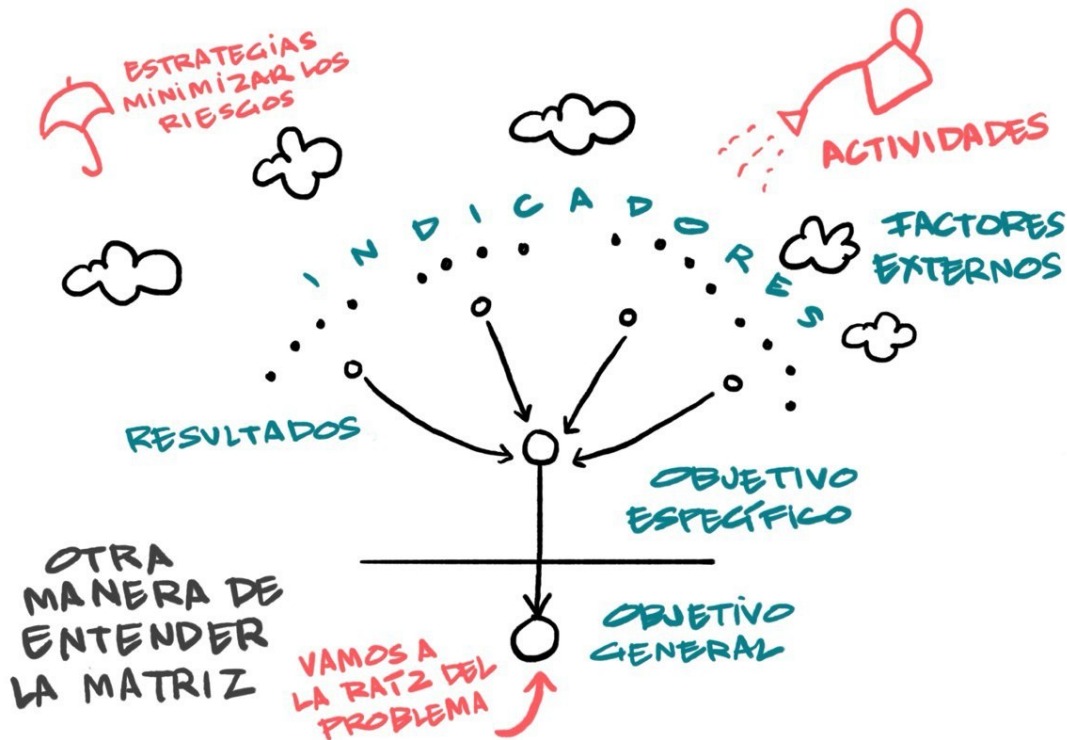 ESTRATEGIAS
MINIMIZAR LOS
RIESGOS
ACTIVIDADES
INDICADORES
FACTORES
EXTERNOS
RESULTADOS
OBJETIVO
ESPECÍFICO
OTRA
MANERA DE
ENTENDER
LA MATRIZ
OBJETIVO
GENERAL
VAMOS A
LA RAÍZ DEL
PROBLEMA